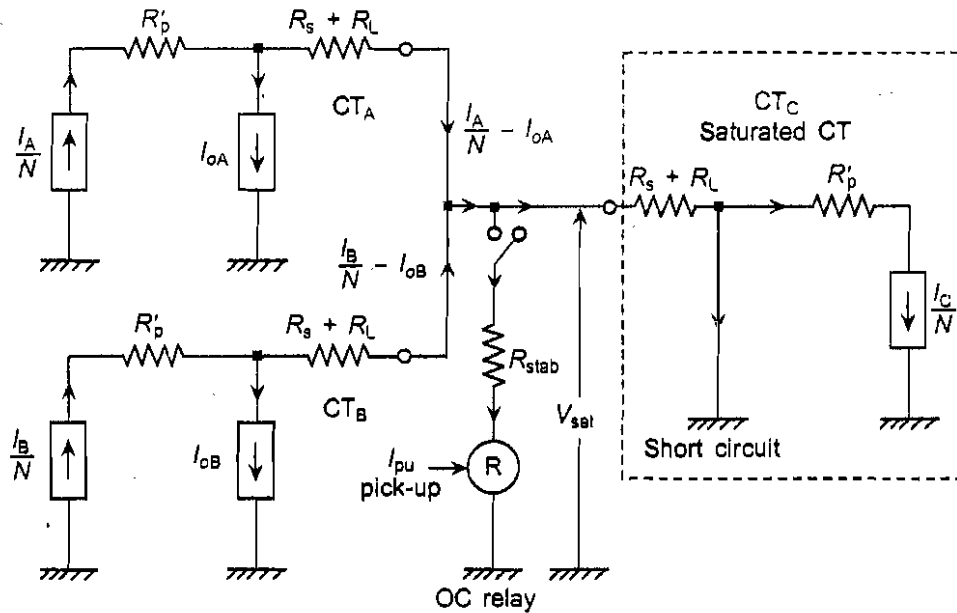 R'p
Rs + RL
IA/N
IoA
CTA
IA/N − IoA
R'p
Rs + RL
IB/N
IoB
CTB
IB/N − IoB
Rstab
Ipu
pick-up
R
OC relay
Vsat
CTC
Saturated CT
Rs + RL
R'p
IC/N
Short circuit